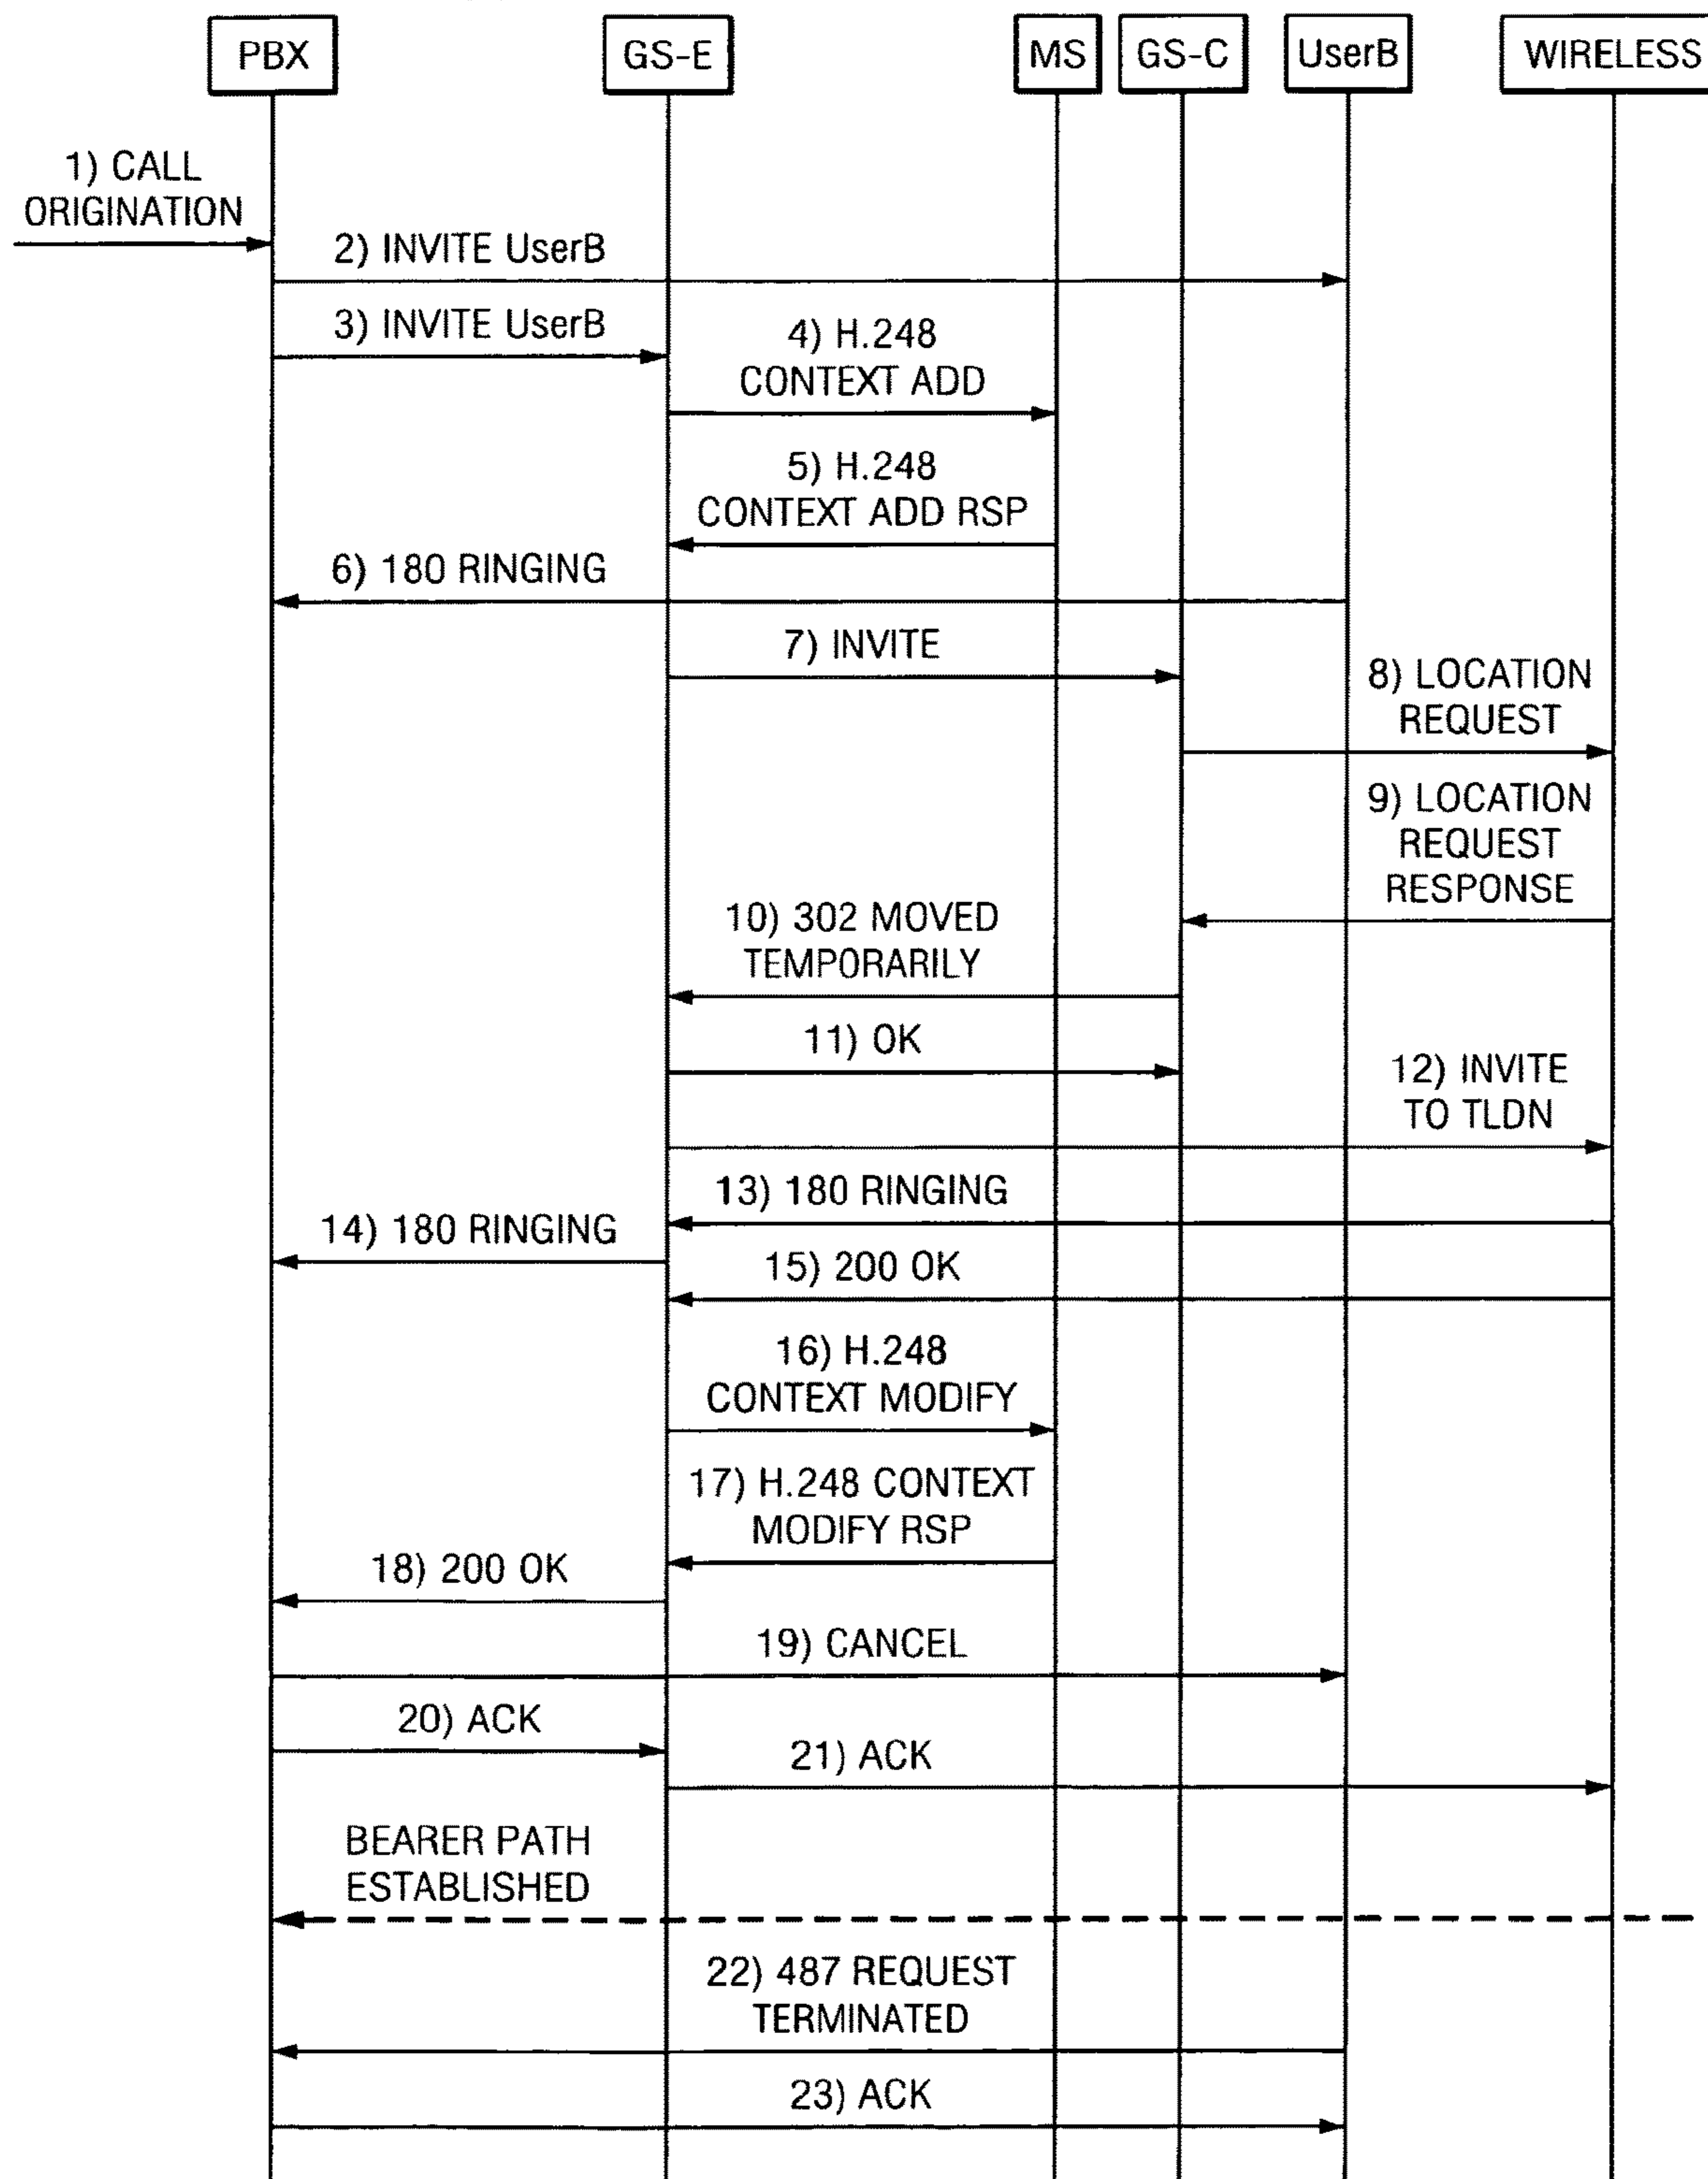 PBX
GS-E
MS
GS-C
UserB
WIRELESS
1) CALL
ORIGINATION
2) INVITE UserB
3) INVITE UserB
4) H.248
CONTEXT ADD
5) H.248
CONTEXT ADD RSP
6) 180 RINGING
7) INVITE
8) LOCATION
REQUEST
9) LOCATION
REQUEST
RESPONSE
10) 302 MOVED
TEMPORARILY
11) OK
12) INVITE
TO TLDN
13) 180 RINGING
14) 180 RINGING
15) 200 OK
16) H.248
CONTEXT MODIFY
17) H.248 CONTEXT
MODIFY RSP
18) 200 OK
19) CANCEL
20) ACK
21) ACK
BEARER PATH
ESTABLISHED
22) 487 REQUEST
TERMINATED
23) ACK